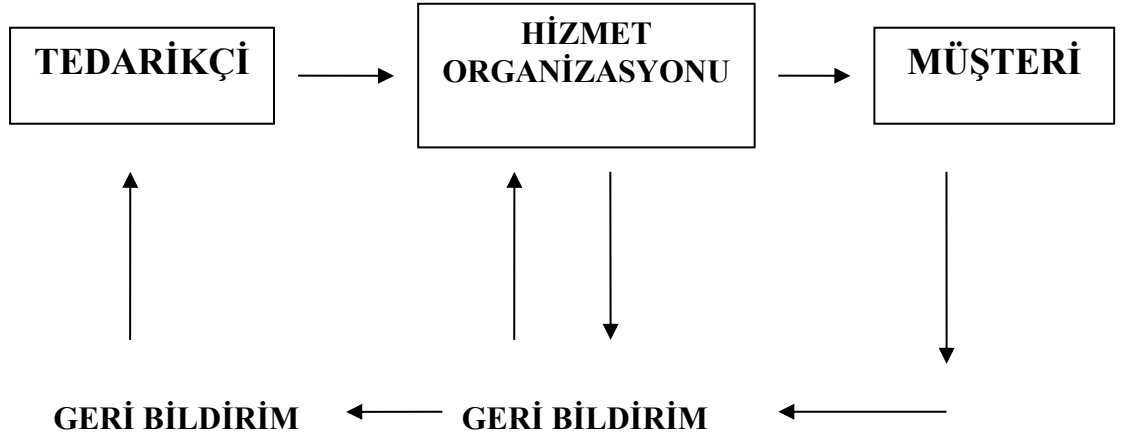 TEDARİKÇİ
HİZMET
ORGANİZASYONU
MÜŞTERİ
GERİ BİLDİRİM
GERİ BİLDİRİM